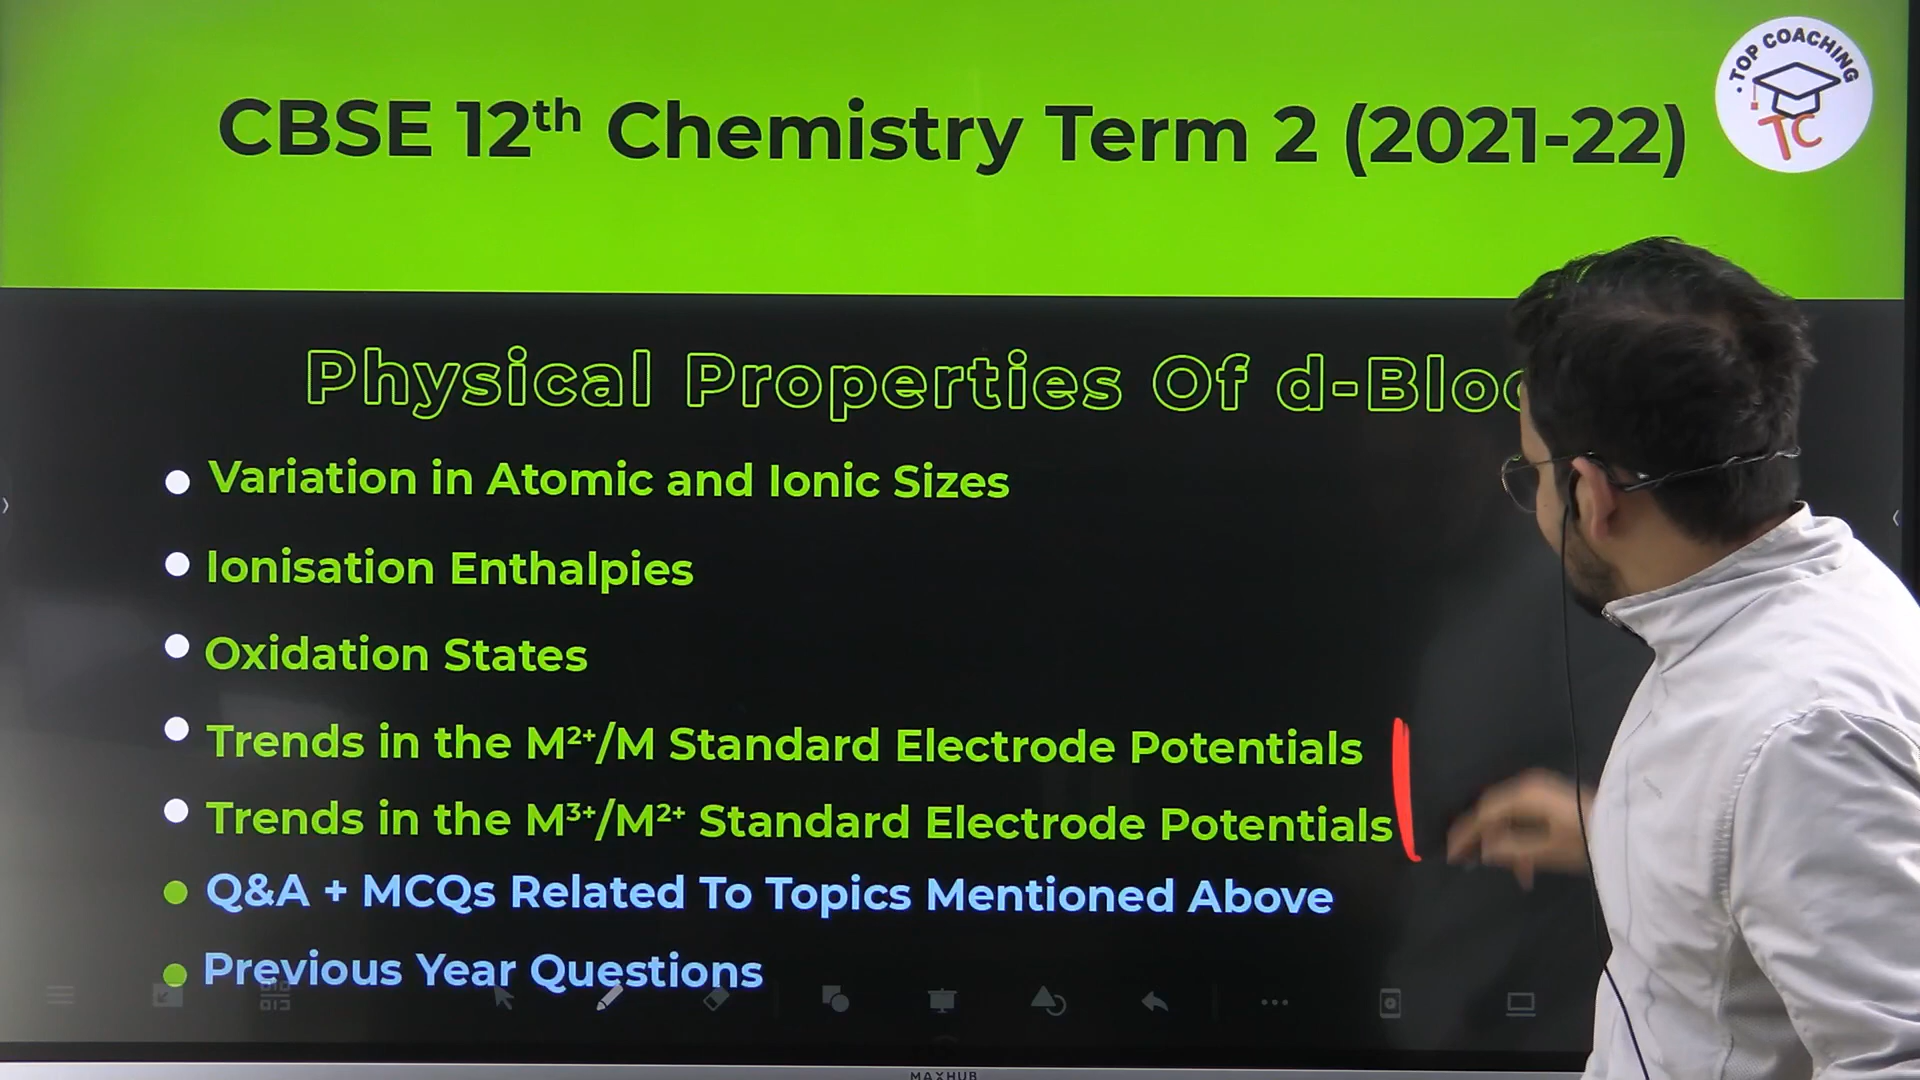 TOP COACHING
TC
CBSE 12th Chemistry Term 2 (2021-22)
Physical Properties Of d-Bloc
Variation in Atomic and Ionic Sizes
Ionisation Enthalpies
Oxidation States
Trends in the M²⁺/M Standard Electrode Potentials
Trends in the M³⁺/M²⁺ Standard Electrode Potentials
Q&A + MCQs Related To Topics Mentioned Above
Previous Year Questions
MAXHUB